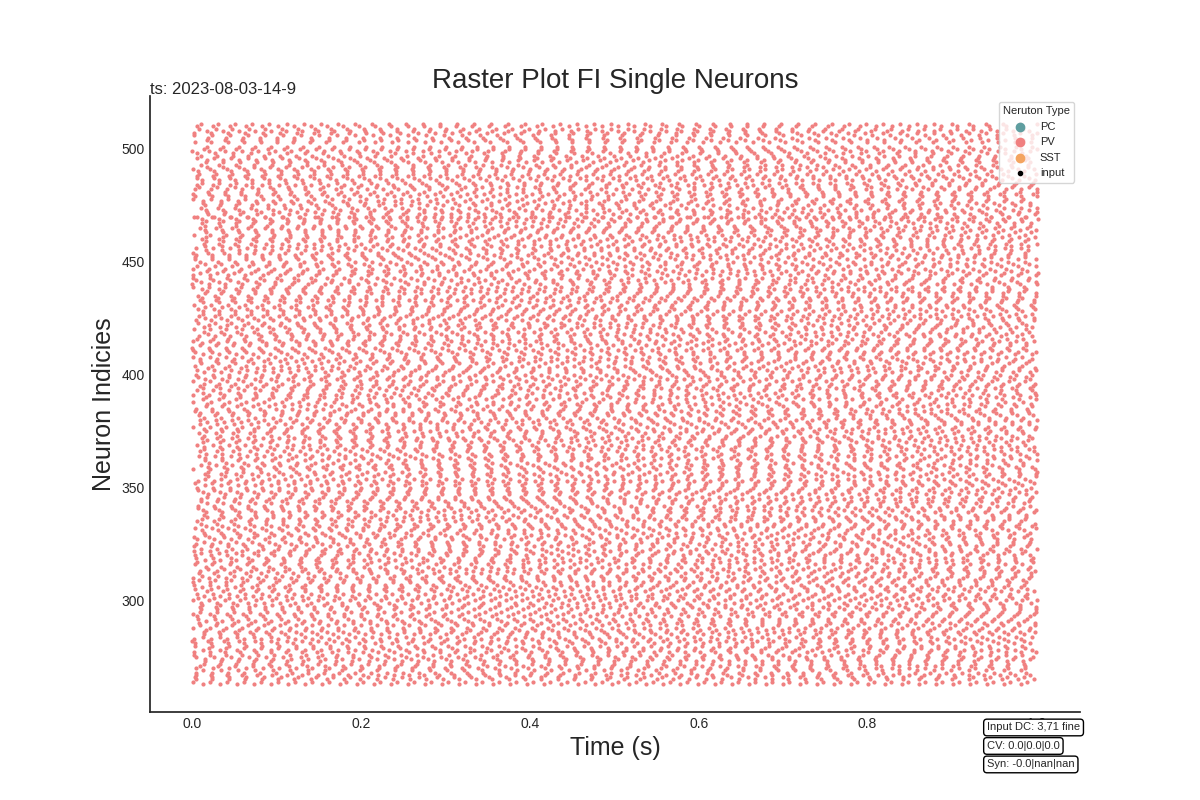 Raster Plot FI Single Neurons
ts: 2023-08-03-14-9
Neruton Type
PC
PV
SST
input
500
450
400
350
300
Neuron Indicies
0.0 0.2 0.4 0.6 0.8
Time (s)
Input DC: 3,71 fine
CV: 0.0|0.0|0.0
Syn: -0.0|nan|nan